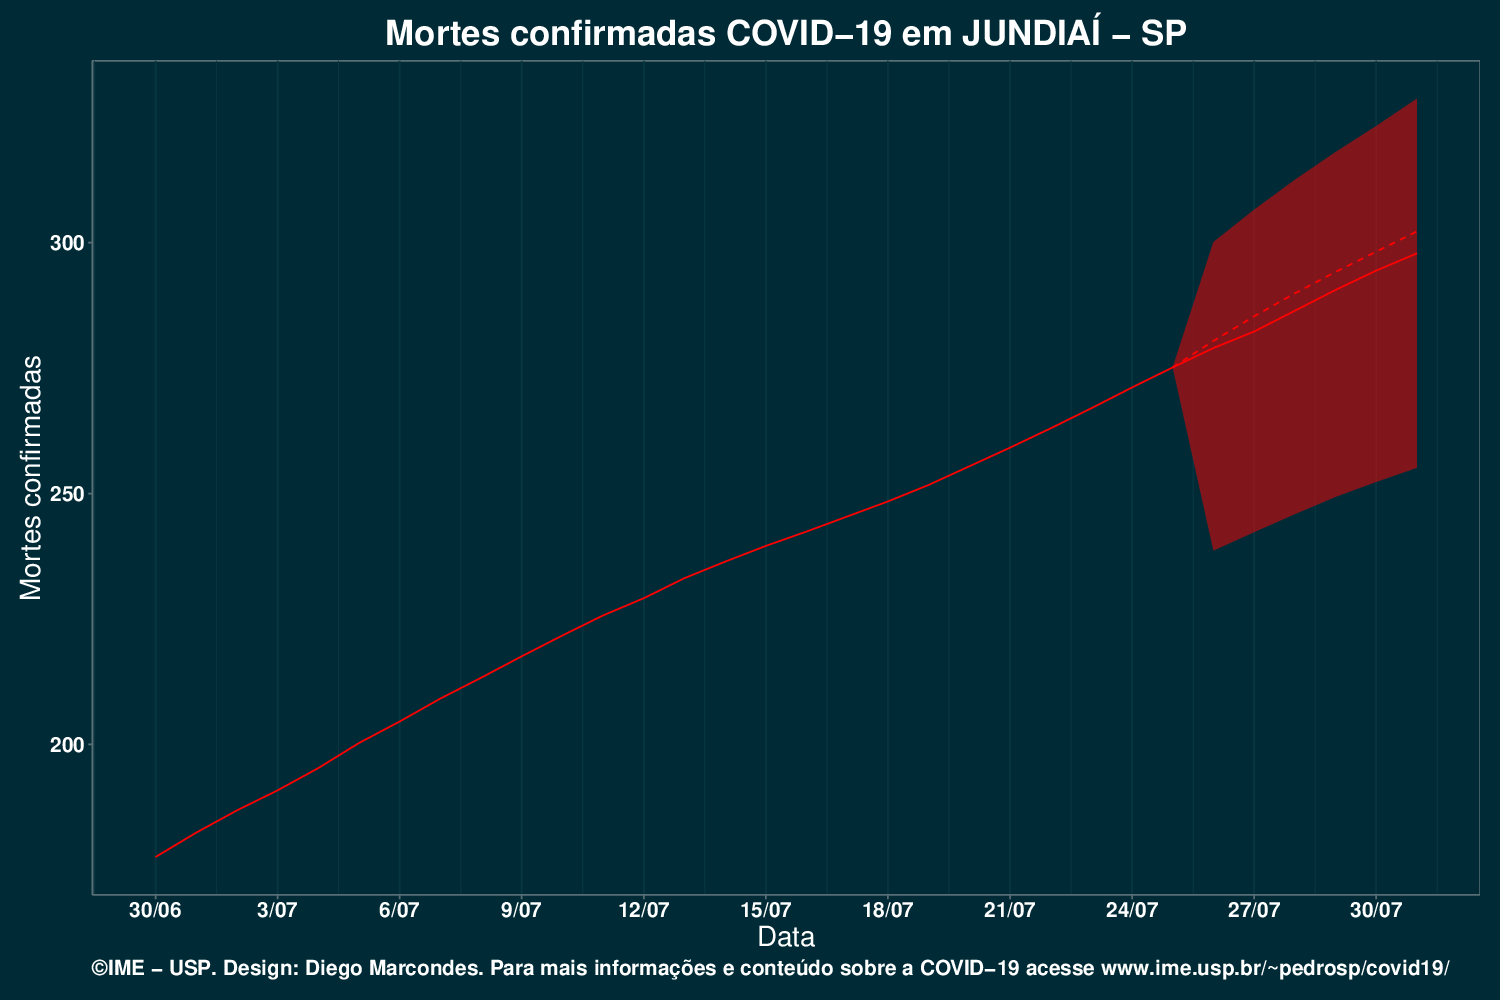 Mortes confirmadas COVID−19 em JUNDIAÍ − SP
Mortes confirmadas
300
250
200
30/06 3/07 6/07 9/07 12/07 15/07 18/07 21/07 24/07 27/07 30/07
Data
©IME − USP. Design: Diego Marcondes. Para mais informações e conteúdo sobre a COVID−19 acesse www.ime.usp.br/~pedrosp/covid19/